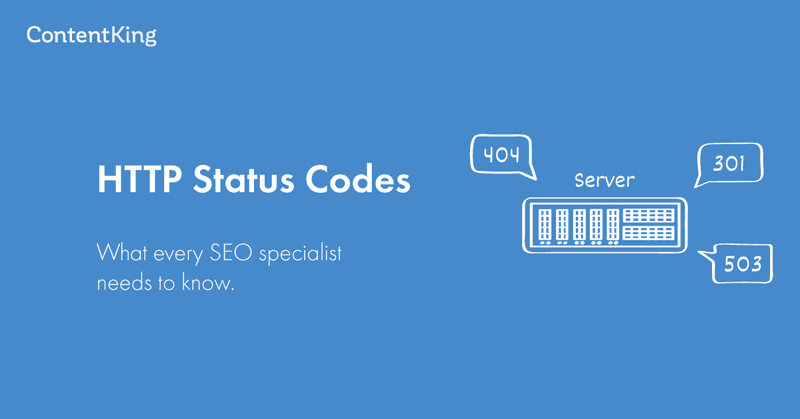 ContentKing
HTTP Status Codes
What every SEO specialist
needs to know.
404
Server
301
503